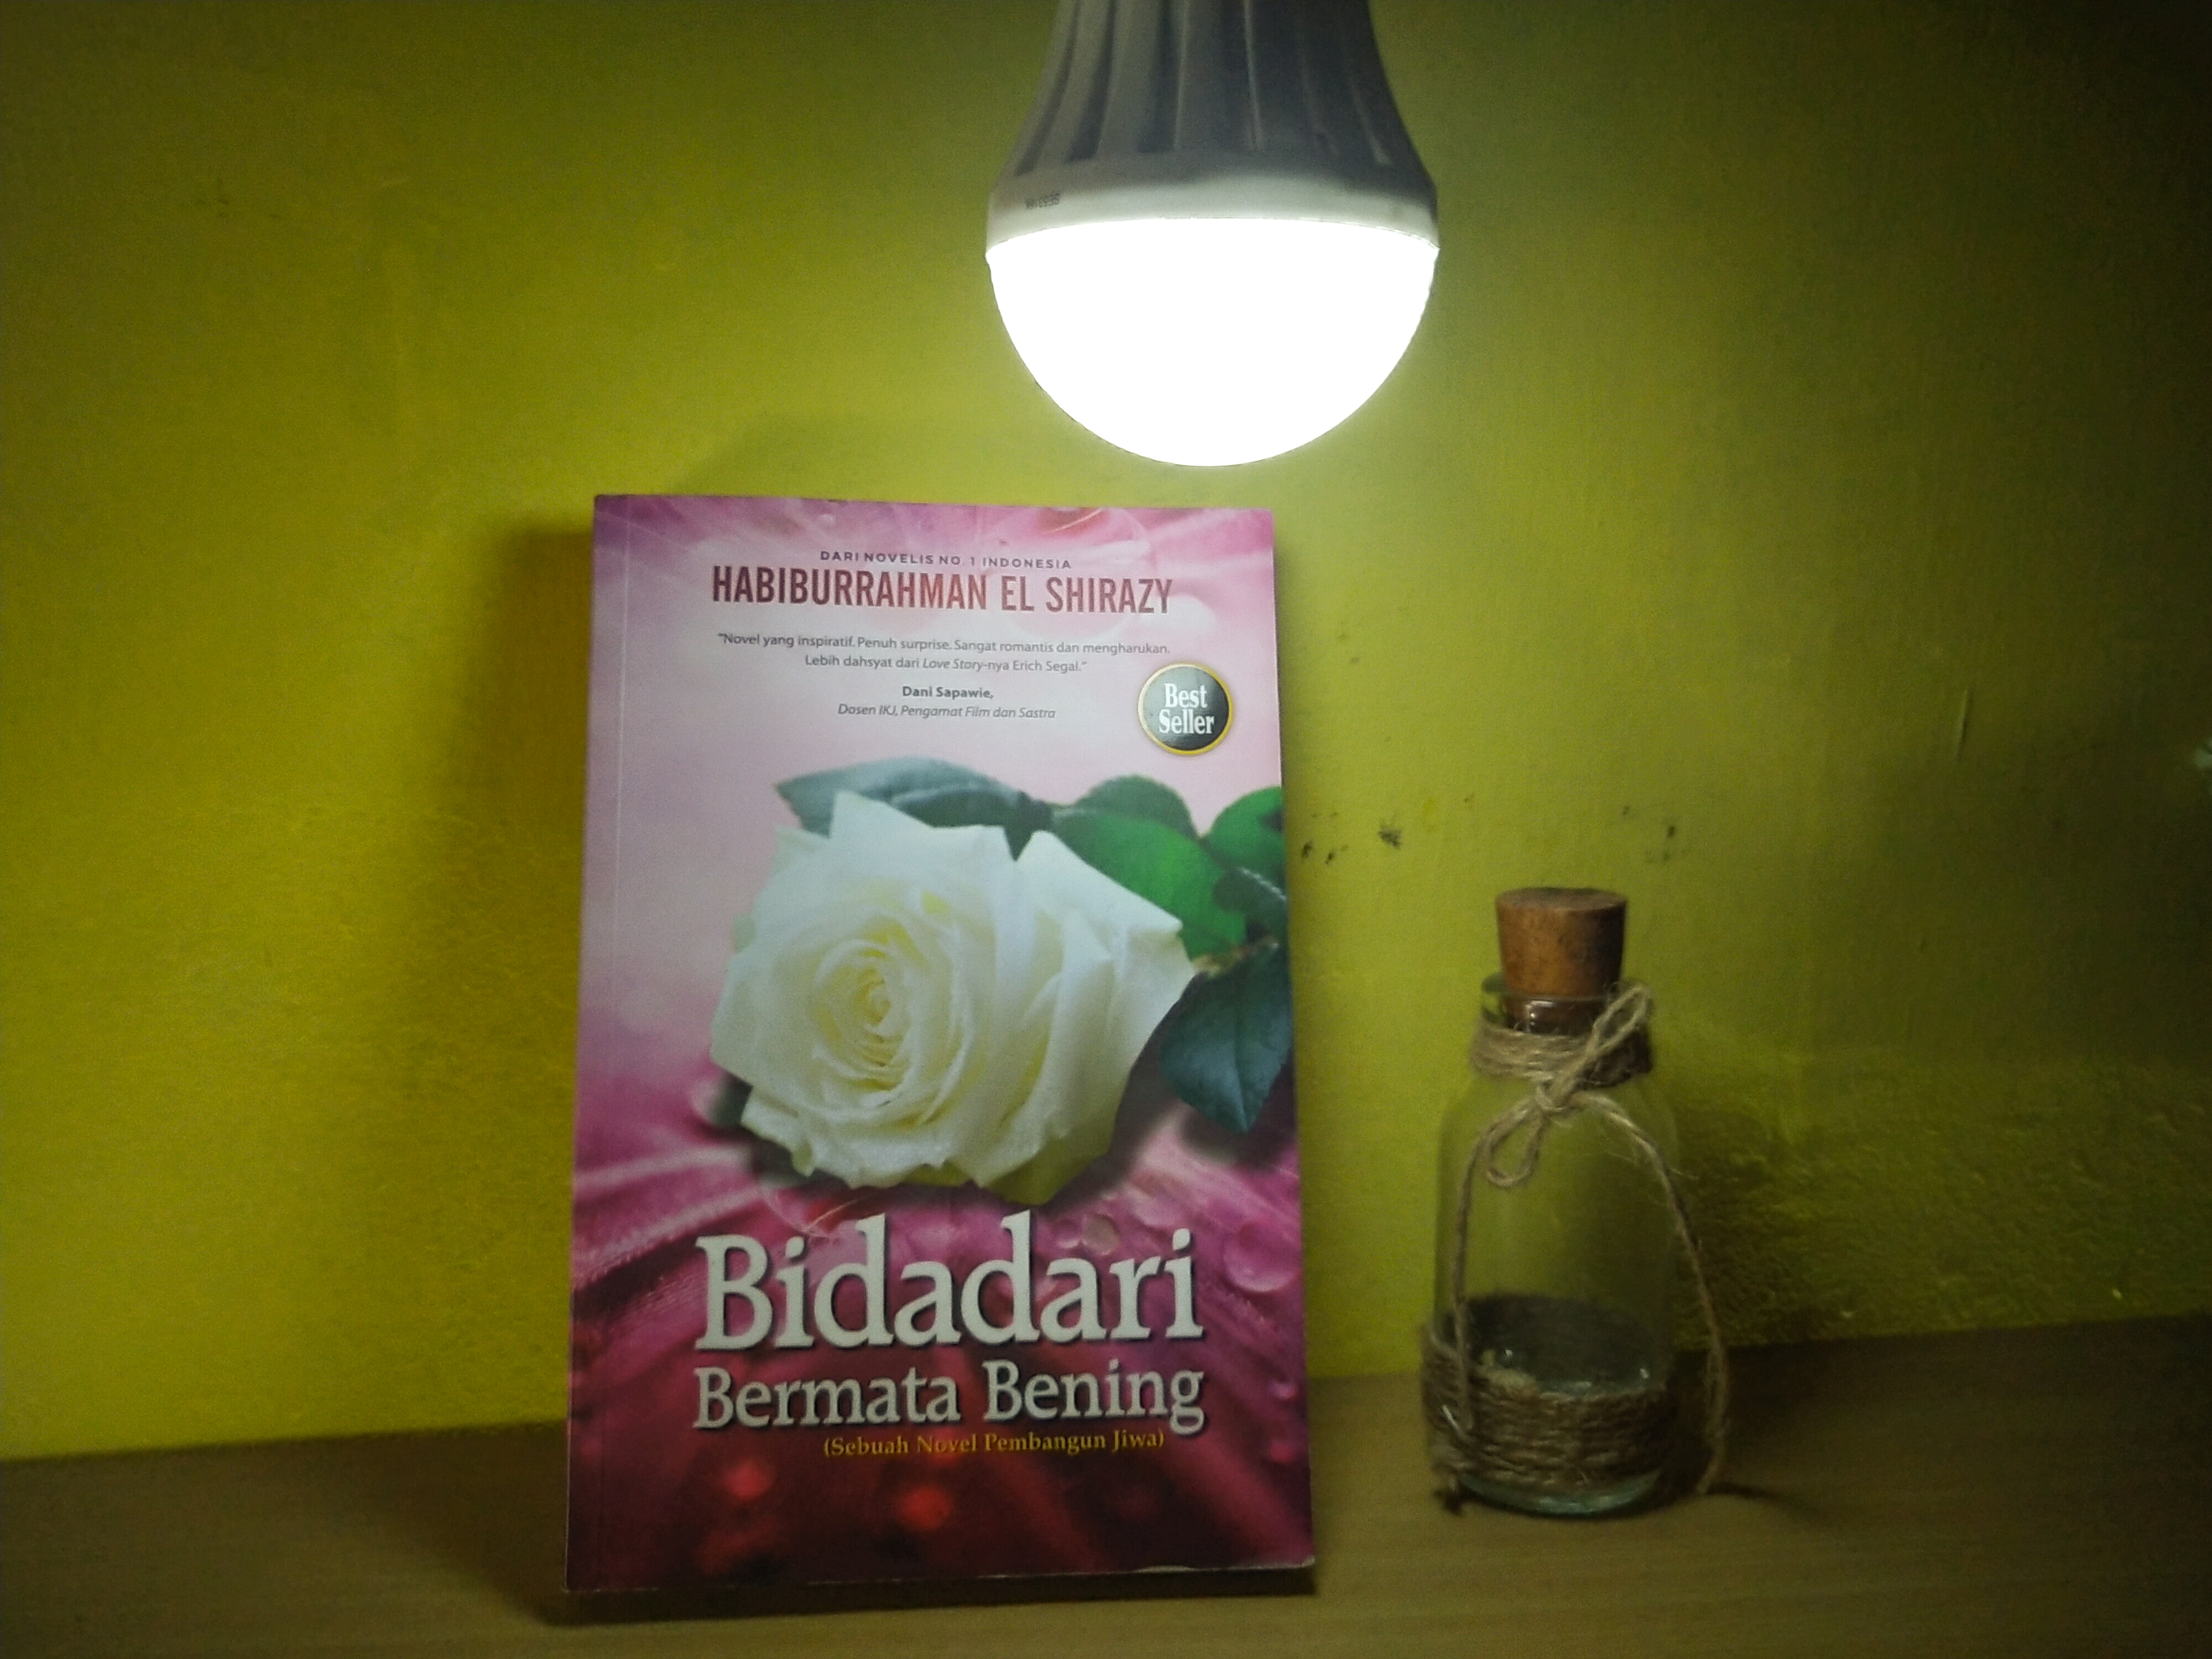 DARI NOVELIS NO. 1 INDONESIA
HABIBURRAHMAN EL SHIRAZY
"Novel yang inspiratif. Penuh surprise. Sangat romantis dan mengharukan.
Lebih dahsyat dari Love Story-nya Erich Segal."
Dani Sapawie,
Dosen IKJ, Pengamat Film dan Sastra
Best
Seller
Bidadari
Bermata Bening
(Sebuah Novel Pembangun Jiwa)